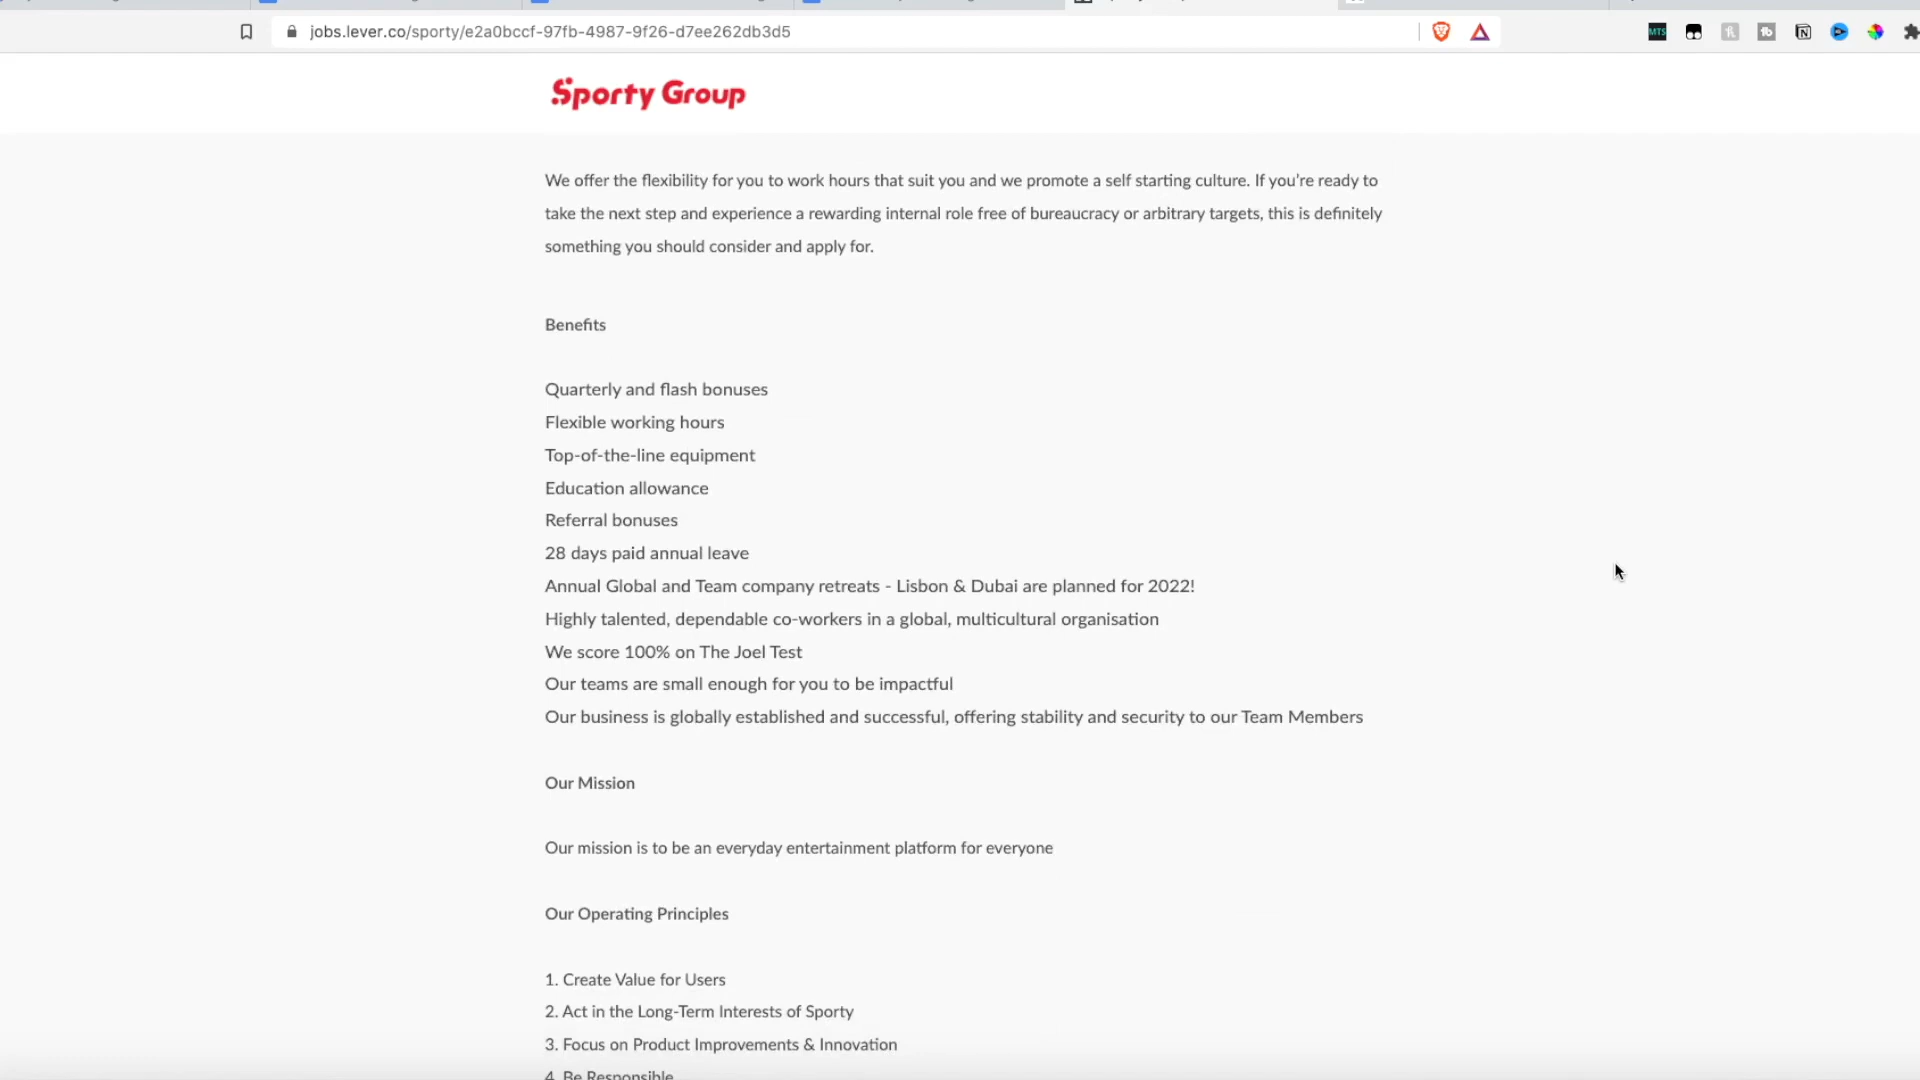 jobs.lever.co/sporty/e2a0bccf-97fb-4987-9f26-d7ee262db3d5
MTS
Sporty Group
We offer the flexibility for you to work hours that suit you and we promote a self starting culture. If you’re ready to
take the next step and experience a rewarding internal role free of bureaucracy or arbitrary targets, this is definitely
something you should consider and apply for.
Benefits
Quarterly and flash bonuses
Flexible working hours
Top-of-the-line equipment
Education allowance
Referral bonuses
28 days paid annual leave
Annual Global and Team company retreats - Lisbon & Dubai are planned for 2022!
Highly talented, dependable co-workers in a global, multicultural organisation
We score 100% on The Joel Test
Our teams are small enough for you to be impactful
Our business is globally established and successful, offering stability and security to our Team Members
Our Mission
Our mission is to be an everyday entertainment platform for everyone
Our Operating Principles
1. Create Value for Users
2. Act in the Long-Term Interests of Sporty
3. Focus on Product Improvements & Innovation
4. Be Responsible